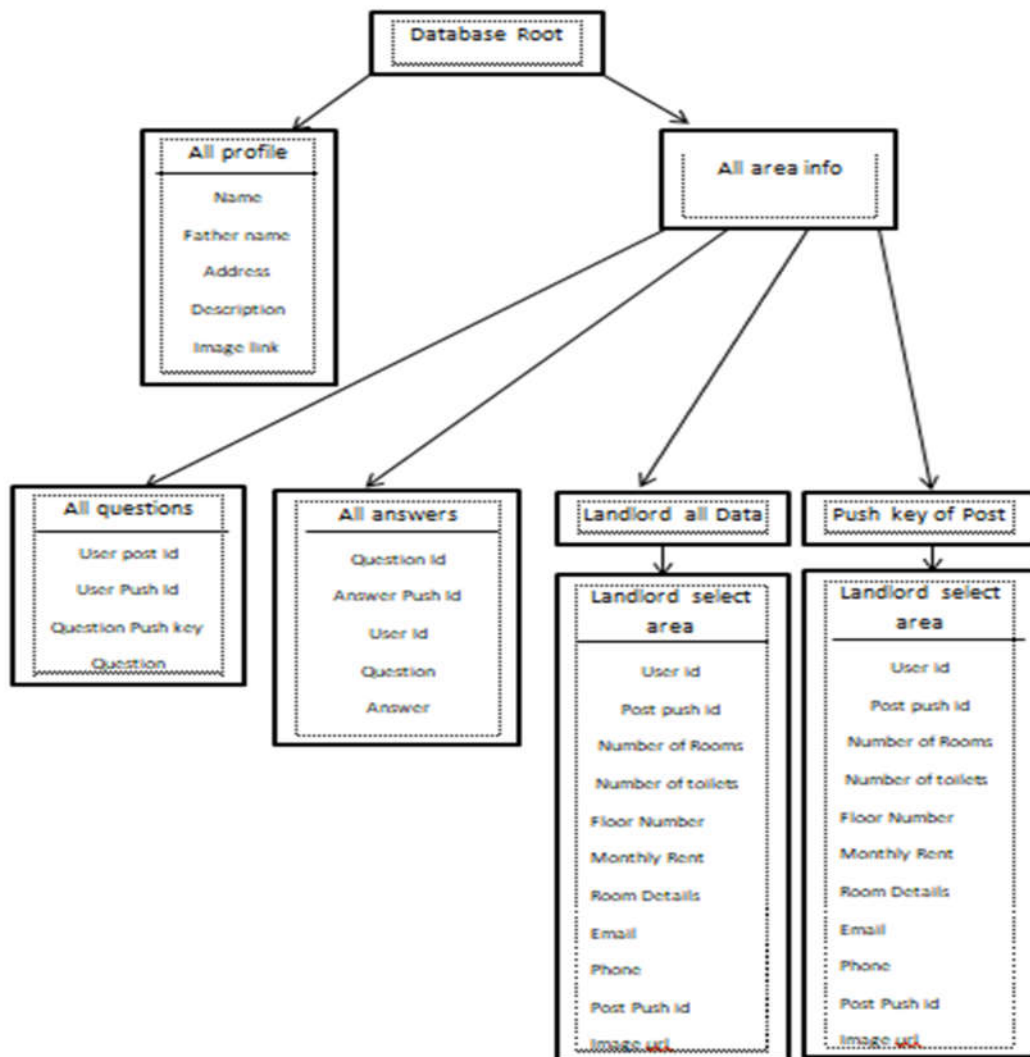 Database Root
All profile
Name
Father name
Address
Description
Image link
All area info
All questions
User post id
User Push id
Question Push key
Question
All answers
Question id
Answer Push id
User id
Question
Answer
Landlord all Data
Landlord select
area
User id
Post push id
Number of Rooms
Number of toilets
Floor Number
Monthly Rent
Room Details
Email
Phone
Post Push id
Image url
Push key of Post
Landlord select
area
User id
Post push id
Number of Rooms
Number of toilets
Floor Number
Monthly Rent
Room Details
Email
Phone
Post Push id
Image url